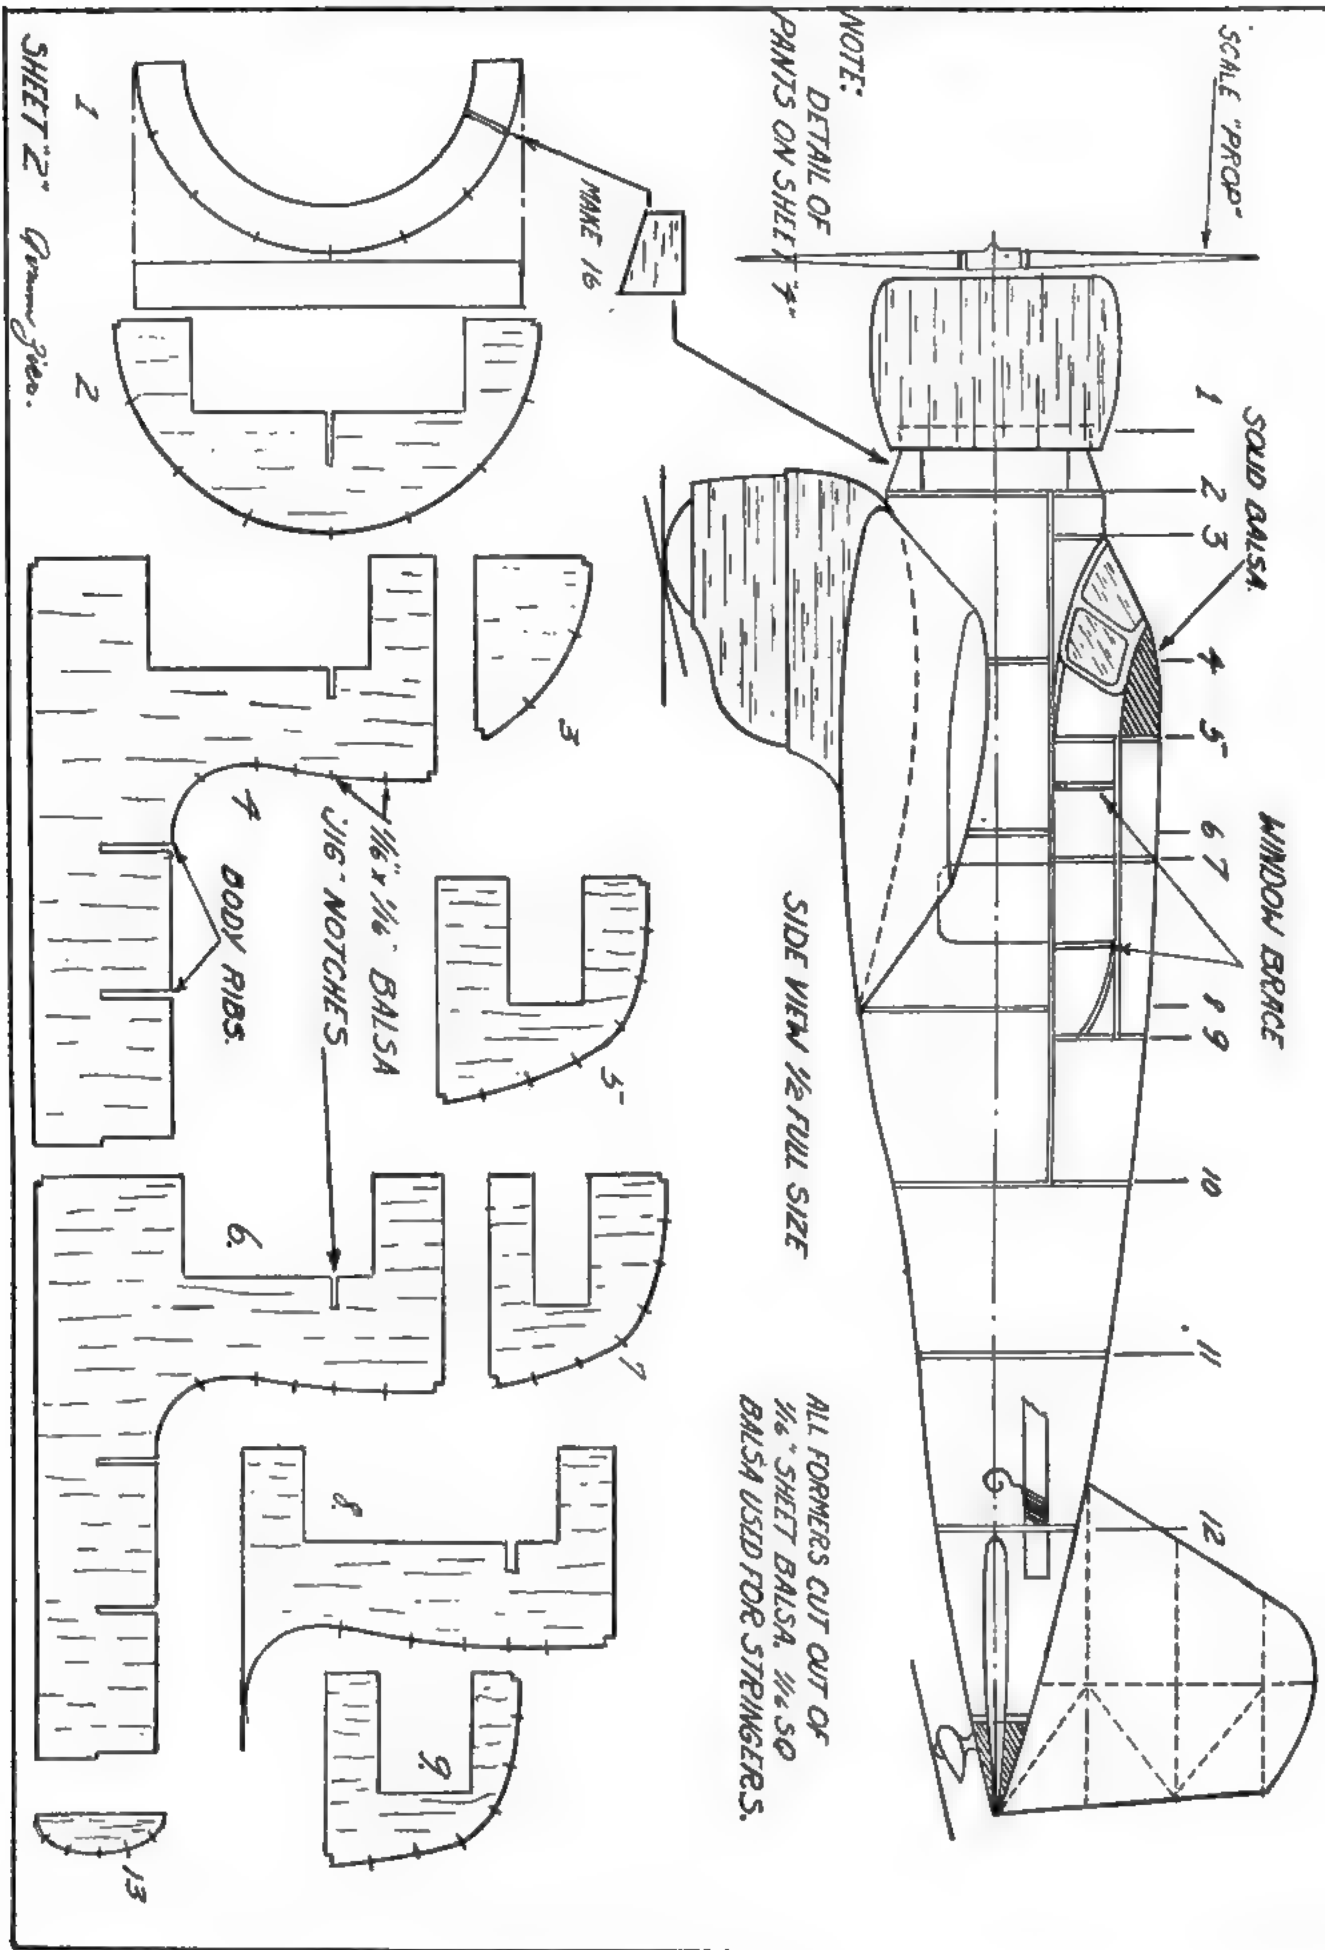 "SCALE "PROP"
NOTE:
DETAIL OF
PANTS ON SHEET "4"
1
SOLID BALSA.
2
3
4
5
WINDOW BRACE
6
7
8
9
10
11
12
SIDE VIEW 1/2 FULL SIZE
ALL FORMERS CUT OUT OF
1/16" SHEET BALSA. 1/16 SQ
BALSA USED FOR STRINGERS.
MAKE 16
3
5
7
1/16" x 1/16" BALSA
J16" NOTCHES
4
BODY RIBS.
6.
8.
9.
13
1
2
SHEET "2"